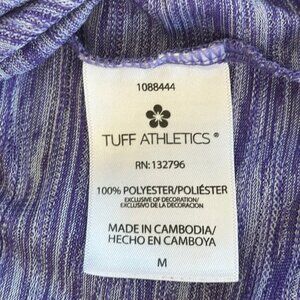 1088444
TUFF ATHLETICS®
RN: 132796
100% POLYESTER/POLIÉSTER
EXCLUSIVE OF DECORATION/
EXCLUSIVO DE LA DECORACIÓN
MADE IN CAMBODIA/
HECHO EN CAMBOYA
M